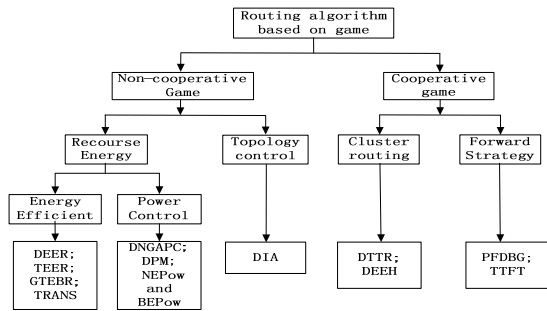 Routing algorithm
based on game
Non-cooperative
Game
Cooperative
game
Recourse
Energy
Topology
control
Cluster
routing
Forward
Strategy
Energy
Efficient
Power
Control
DEER;
TEER;
GTEBR;
TRANS
DNGAPC;
DPM;
NEPow
and
BEPow
DIA
DTTR;
DEEH
PFDBG;
TTFT